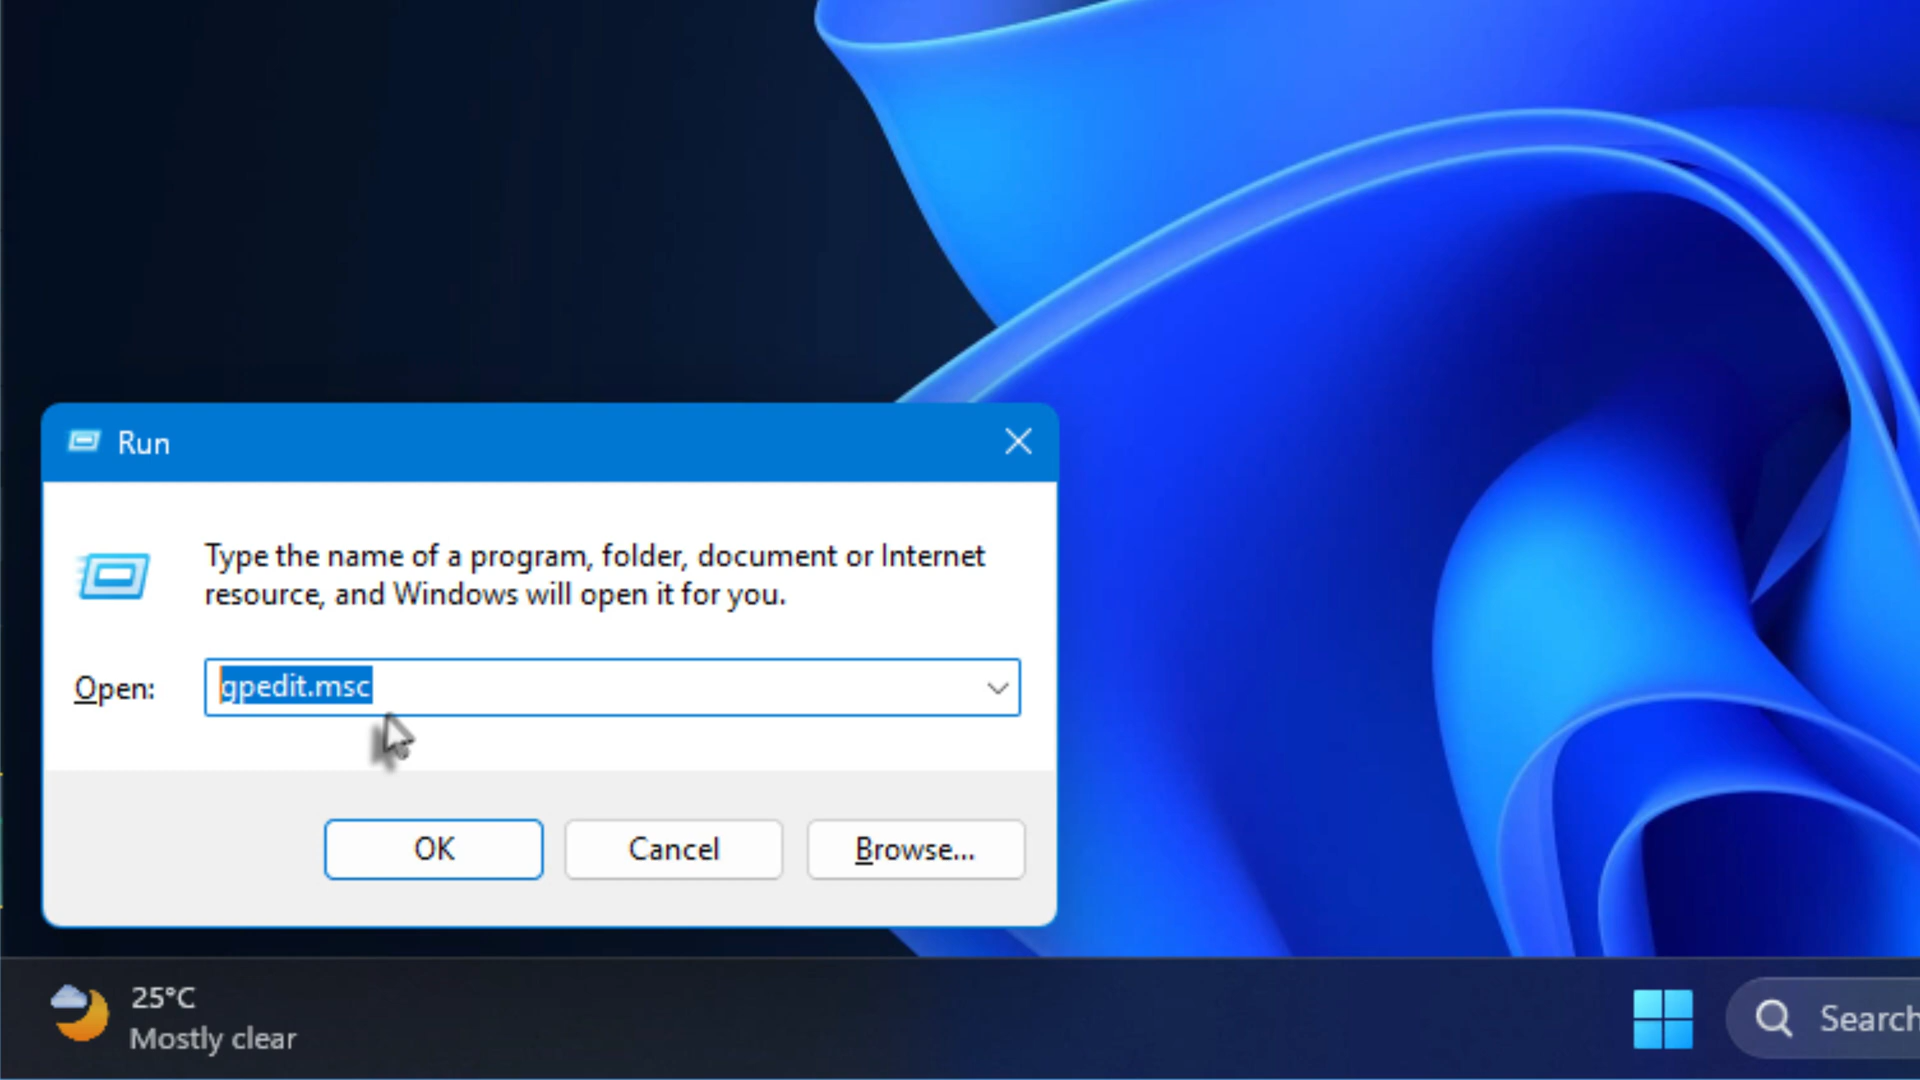 Run
Type the name of a program, folder, document or Internet
resource, and Windows will open it for you.
Open:
gpedit.msc
OK
Cancel
Browse...
25°C
Mostly clear
Search